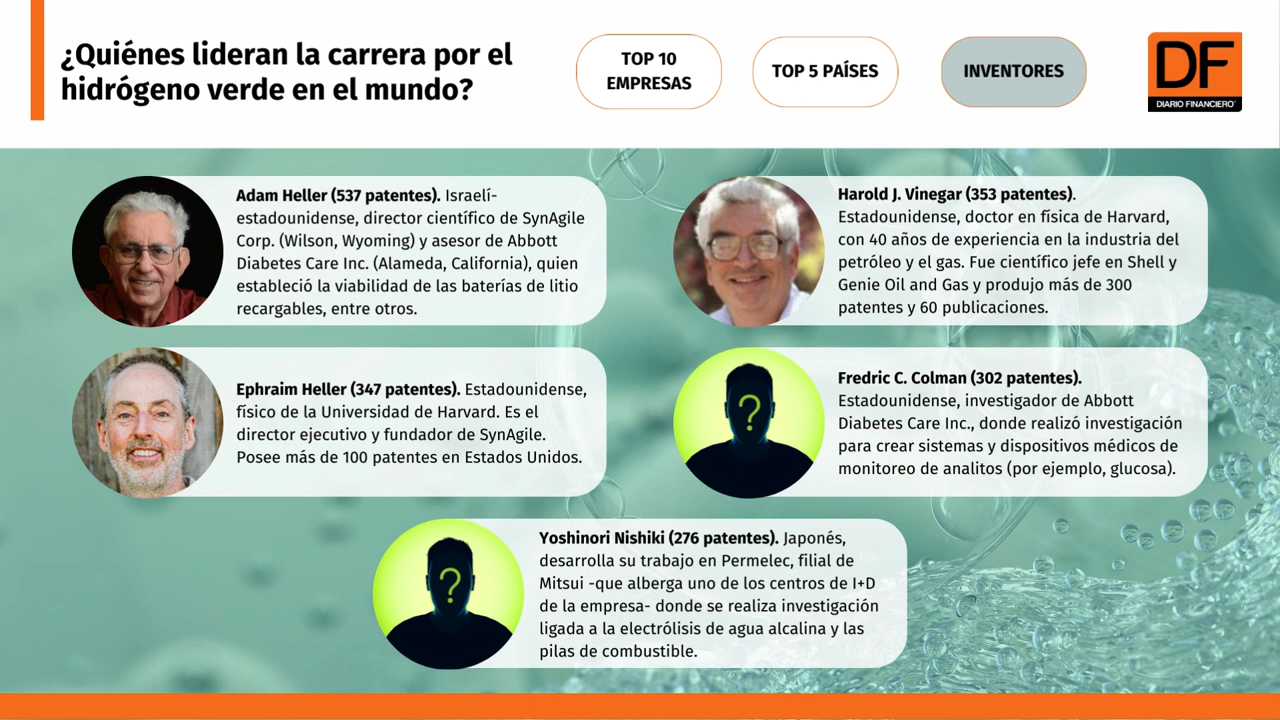 ¿Quiénes lideran la carrera por el
hidrógeno verde en el mundo?
TOP 10
EMPRESAS
TOP 5 PAÍSES
INVENTORES
DF
DIARIO FINANCIERO
Adam Heller (537 patentes). Israelí-
estadounidense, director científico de SynAgile
Corp. (Wilson, Wyoming) y asesor de Abbott
Diabetes Care Inc. (Alameda, California), quien
estableció la viabilidad de las baterías de litio
recargables, entre otros.
Harold J. Vinegar (353 patentes).
Estadounidense, doctor en física de Harvard,
con 40 años de experiencia en la industria del
petróleo y el gas. Fue científico jefe en Shell y
Genie Oil and Gas y produjo más de 300
patentes y 60 publicaciones.
Ephraim Heller (347 patentes). Estadounidense,
físico de la Universidad de Harvard. Es el
director ejecutivo y fundador de SynAgile.
Posee más de 100 patentes en Estados Unidos.
?
Fredric C. Colman (302 patentes).
Estadounidense, investigador de Abbott
Diabetes Care Inc., donde realizó investigación
para crear sistemas y dispositivos médicos de
monitoreo de analitos (por ejemplo, glucosa).
?
Yoshinori Nishiki (276 patentes). Japonés,
desarrolla su trabajo en Permelec, filial de
Mitsui -que alberga uno de los centros de I+D
de la empresa- donde se realiza investigación
ligada a la electrólisis de agua alcalina y las
pilas de combustible.